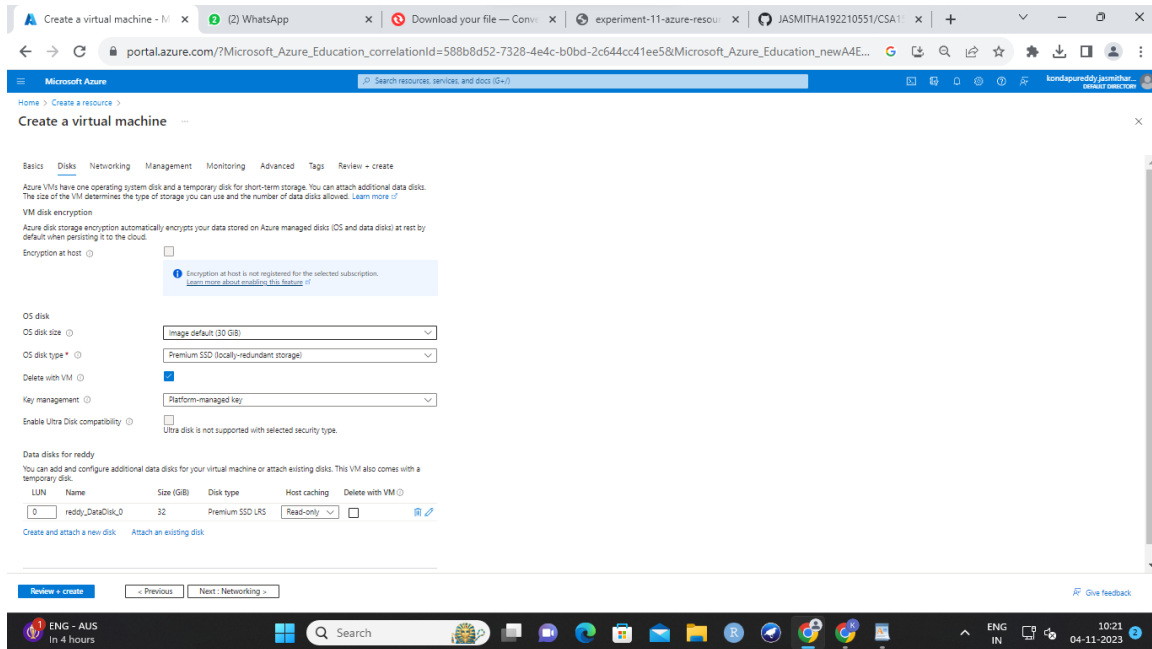 Create a virtual machine - M
(2) WhatsApp
Download your file — Conve
experiment-11-azure-resou
JASMITHA192210551/CSA1
portal.azure.com/?Microsoft_Azure_Education_correlationId=588b8d52-7328-4e4c-b0bd-2c644cc41ee5&Microsoft_Azure_Education_newA4E...
Microsoft Azure
Search resources, services, and docs (G+/)
kondapureddy.jasmithar...
DEFAULT DIRECTORY
Home > Create a resource >
Create a virtual machine ...
Basics Disks Networking Management Monitoring Advanced Tags Review + create
Azure VMs have one operating system disk and a temporary disk for short-term storage. You can attach additional data disks.
The size of the VM determines the type of storage you can use and the number of data disks allowed. Learn more
VM disk encryption
Azure disk storage encryption automatically encrypts your data stored on Azure managed disks (OS and data disks) at rest by
default when persisting it to the cloud.
Encryption at host
Encryption at host is not registered for the selected subscription.
Learn more about enabling this feature
OS disk
OS disk size
Image default (30 GiB)
OS disk type *
Premium SSD (locally-redundant storage)
Delete with VM
Key management
Platform-managed key
Enable Ultra Disk compatibility
Ultra disk is not supported with selected security type.
Data disks for reddy
You can add and configure additional data disks for your virtual machine or attach existing disks. This VM also comes with a
temporary disk.
LUN Name Size (GiB) Disk type Host caching Delete with VM
0 reddy_DataDisk_0 32 Premium SSD LRS Read-only
Create and attach a new disk Attach an existing disk
Review + create < Previous Next : Networking >
Give feedback
1 ENG - AUS
In 4 hours
Search
R
K
ENG
IN
10:21
04-11-2023
2